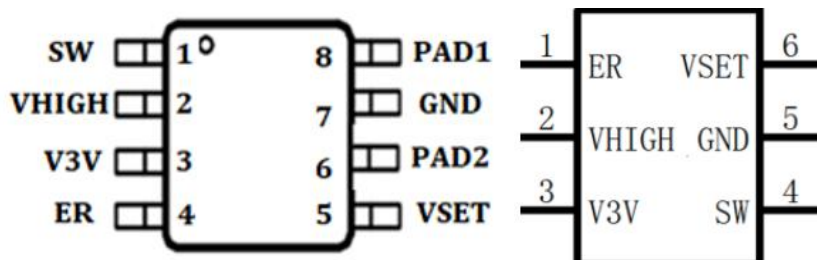 SW 1 8 PAD1
VHIGH 2 7 GND
V3V 3 6 PAD2
ER 4 5 VSET
1 ER VSET 6
2 VHIGH GND 5
3 V3V SW 4